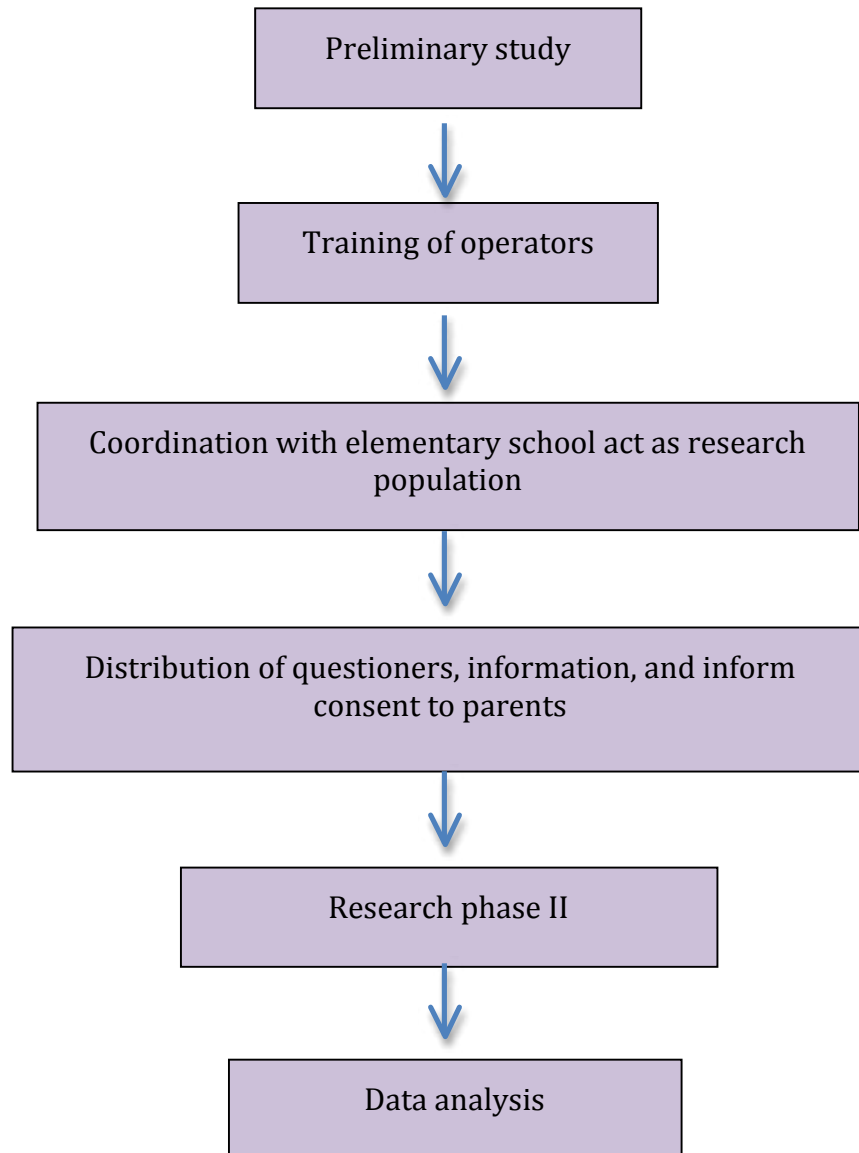 Preliminary study
Training of operators
Coordination with elementary school act as research
population
Distribution of questioners, information, and inform
consent to parents
Research phase II
Data analysis